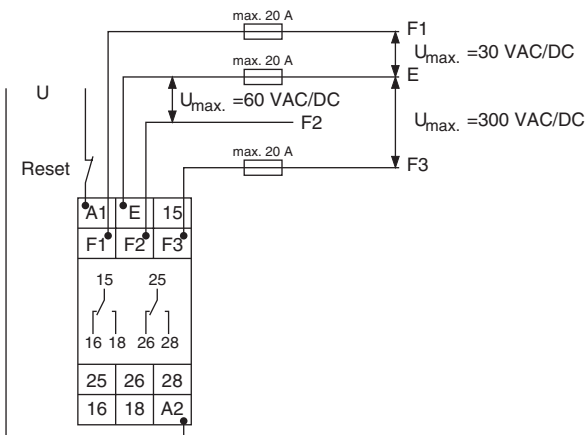 max. 20 A
F1
Umax. =30 VAC/DC
max. 20 A
E
U
Umax. =60 VAC/DC
F2
Umax. =300 VAC/DC
max. 20 A
Reset
F3
A1 E 15
F1 F2 F3
15 25
16 18 26 28
25 26 28
16 18 A2